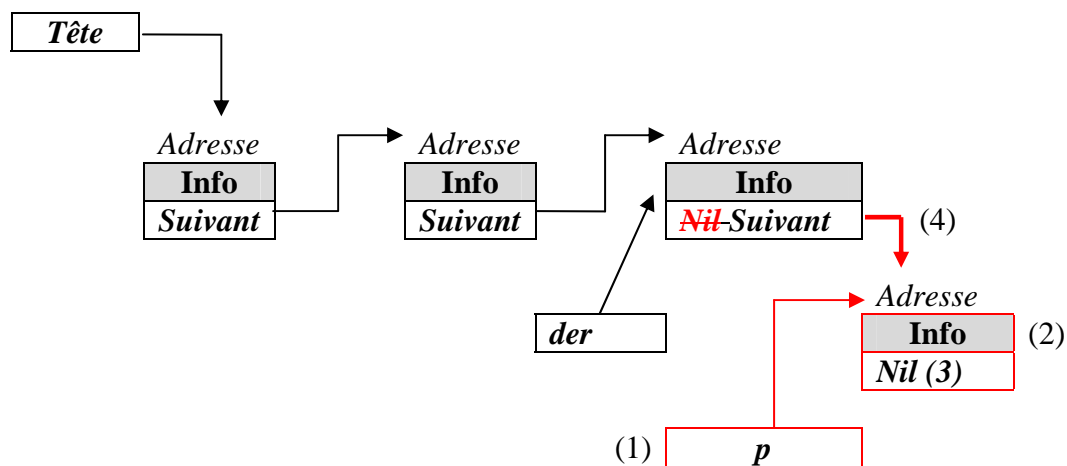 Tête
Adresse Adresse Adresse
Info Info Info
Suivant Suivant Nil Suivant (4)
Adresse
der Info (2)
Nil (3)
(1) p